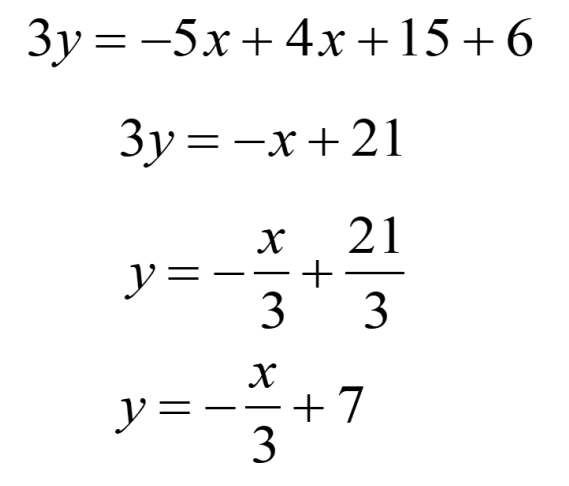 3y = −5x + 4x + 15 + 6
3y = −x + 21
y = −x/3 + 21/3
y = −x/3 + 7